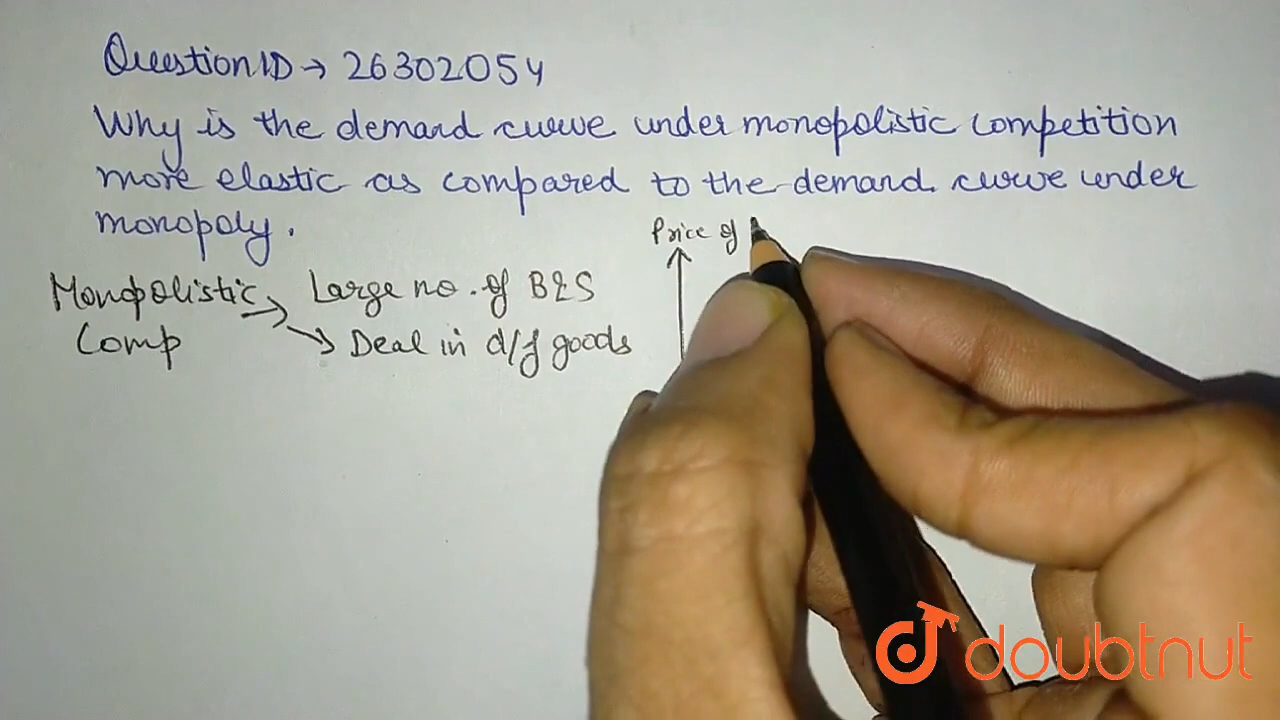 Question ID → 26302054
Why is the demand curve under monopolistic competition
more elastic as compared to the demand curve under
monopoly.
Monopolistic → Large no. of B&S
Comp → Deal in d/f goods
Price of
doubtnut